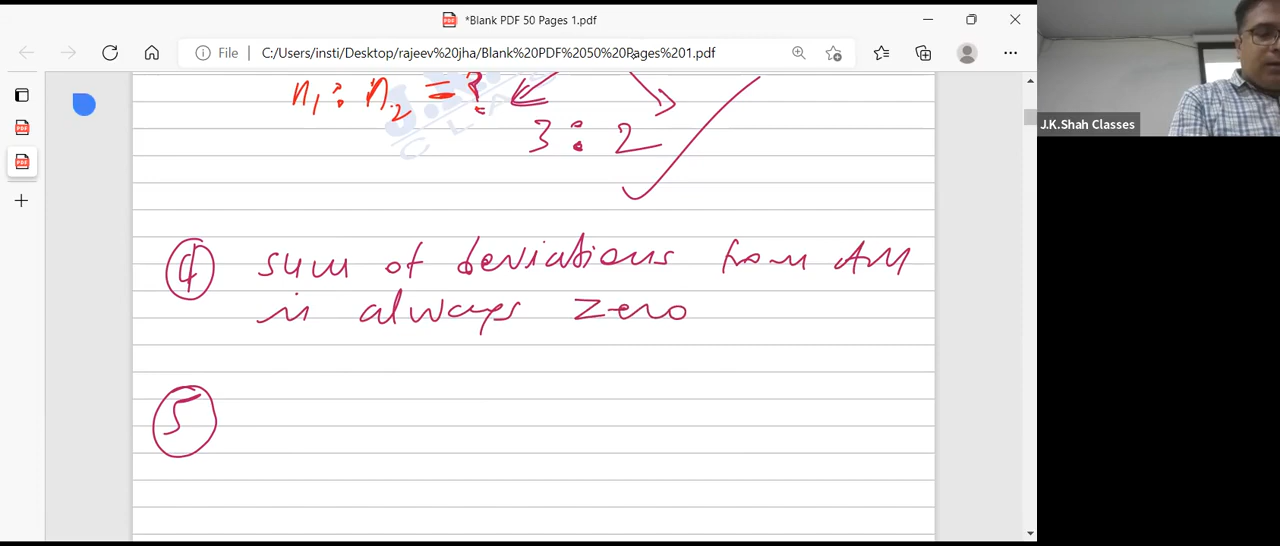 *Blank PDF 50 Pages 1.pdf
File C:/Users/insti/Desktop/rajeev%20jha/Blank%20PDF%2050%20Pages%201.pdf
J.K.Shah Classes
n1 : n2 = ?
3 : 2
④ sum of deviations from AM
is always zero
⑤